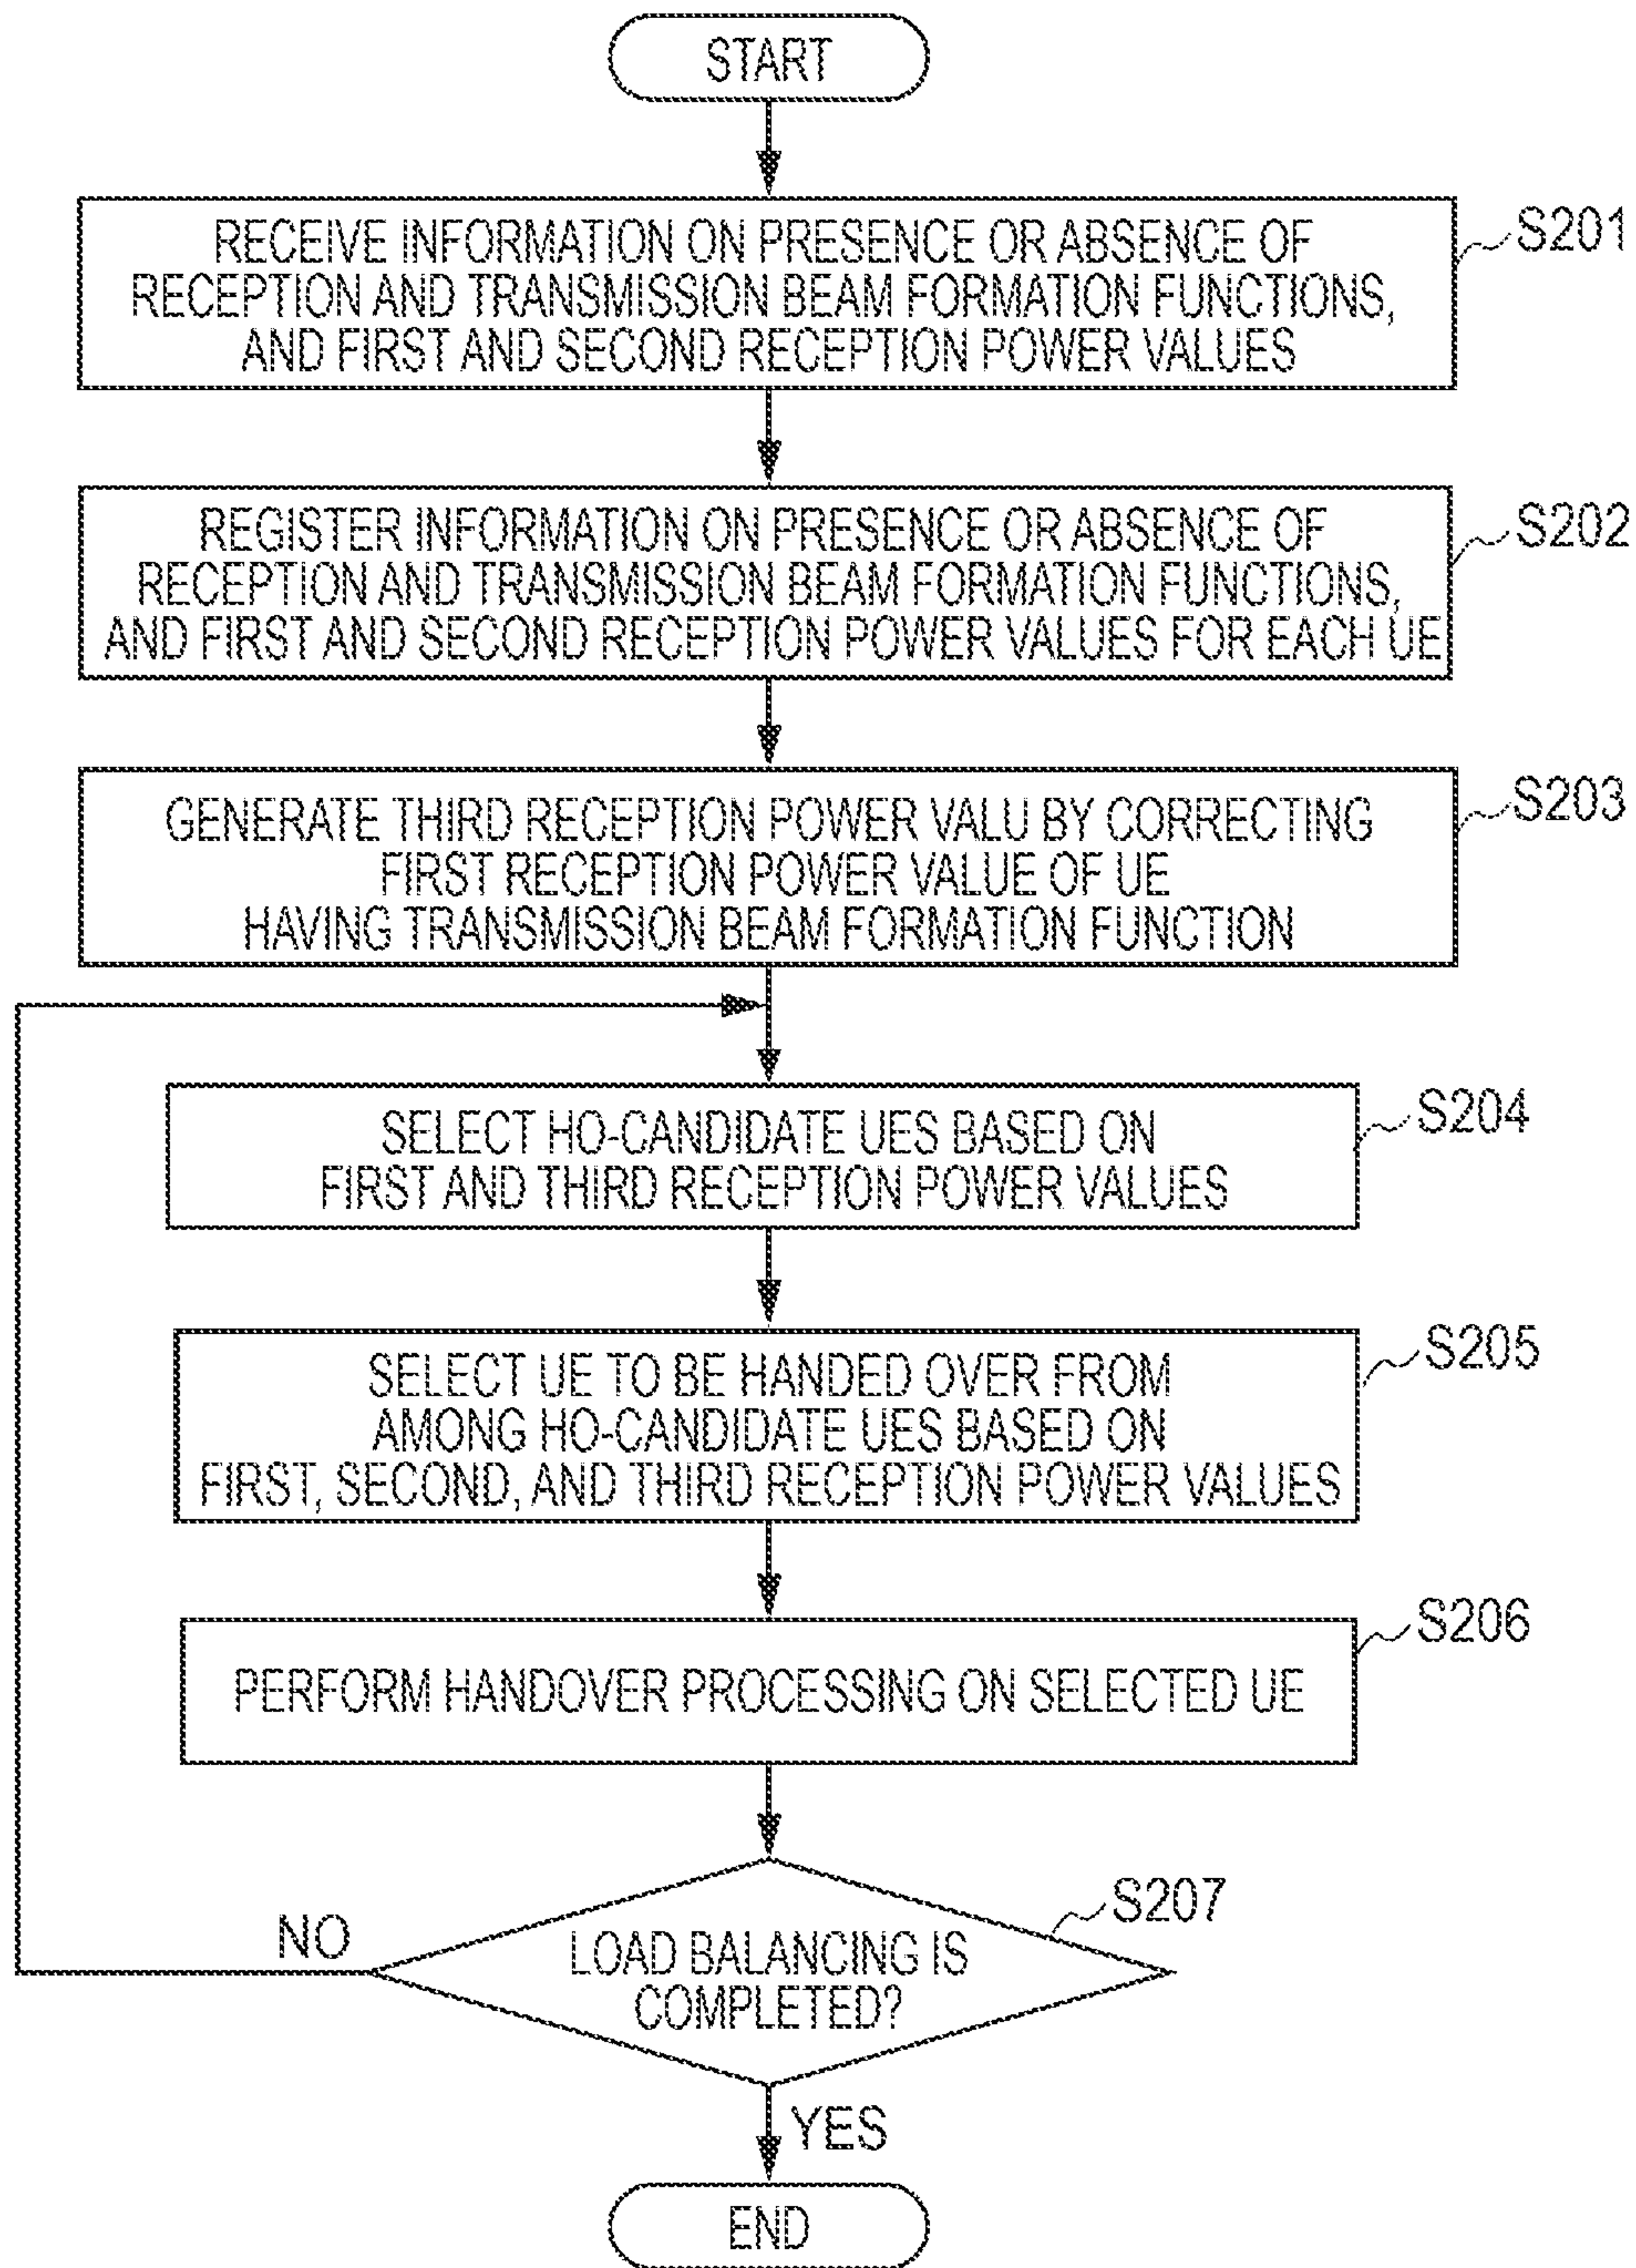 START
RECEIVE INFORMATION ON PRESENCE OR ABSENCE OF
RECEPTION AND TRANSMISSION BEAM FORMATION FUNCTIONS,
AND FIRST AND SECOND RECEPTION POWER VALUES
S201
REGISTER INFORMATION ON PRESENCE OR ABSENCE OF
RECEPTION AND TRANSMISSION BEAM FORMATION FUNCTIONS,
AND FIRST AND SECOND RECEPTION POWER VALUES FOR EACH UE
S202
GENERATE THIRD RECEPTION POWER VALU BY CORRECTING
FIRST RECEPTION POWER VALUE OF UE
HAVING TRANSMISSION BEAM FORMATION FUNCTION
S203
SELECT HO-CANDIDATE UES BASED ON
FIRST AND THIRD RECEPTION POWER VALUES
S204
SELECT UE TO BE HANDED OVER FROM
AMONG HO-CANDIDATE UES BASED ON
FIRST, SECOND, AND THIRD RECEPTION POWER VALUES
S205
PERFORM HANDOVER PROCESSING ON SELECTED UE
S206
LOAD BALANCING IS
COMPLETED?
S207
NO
YES
END